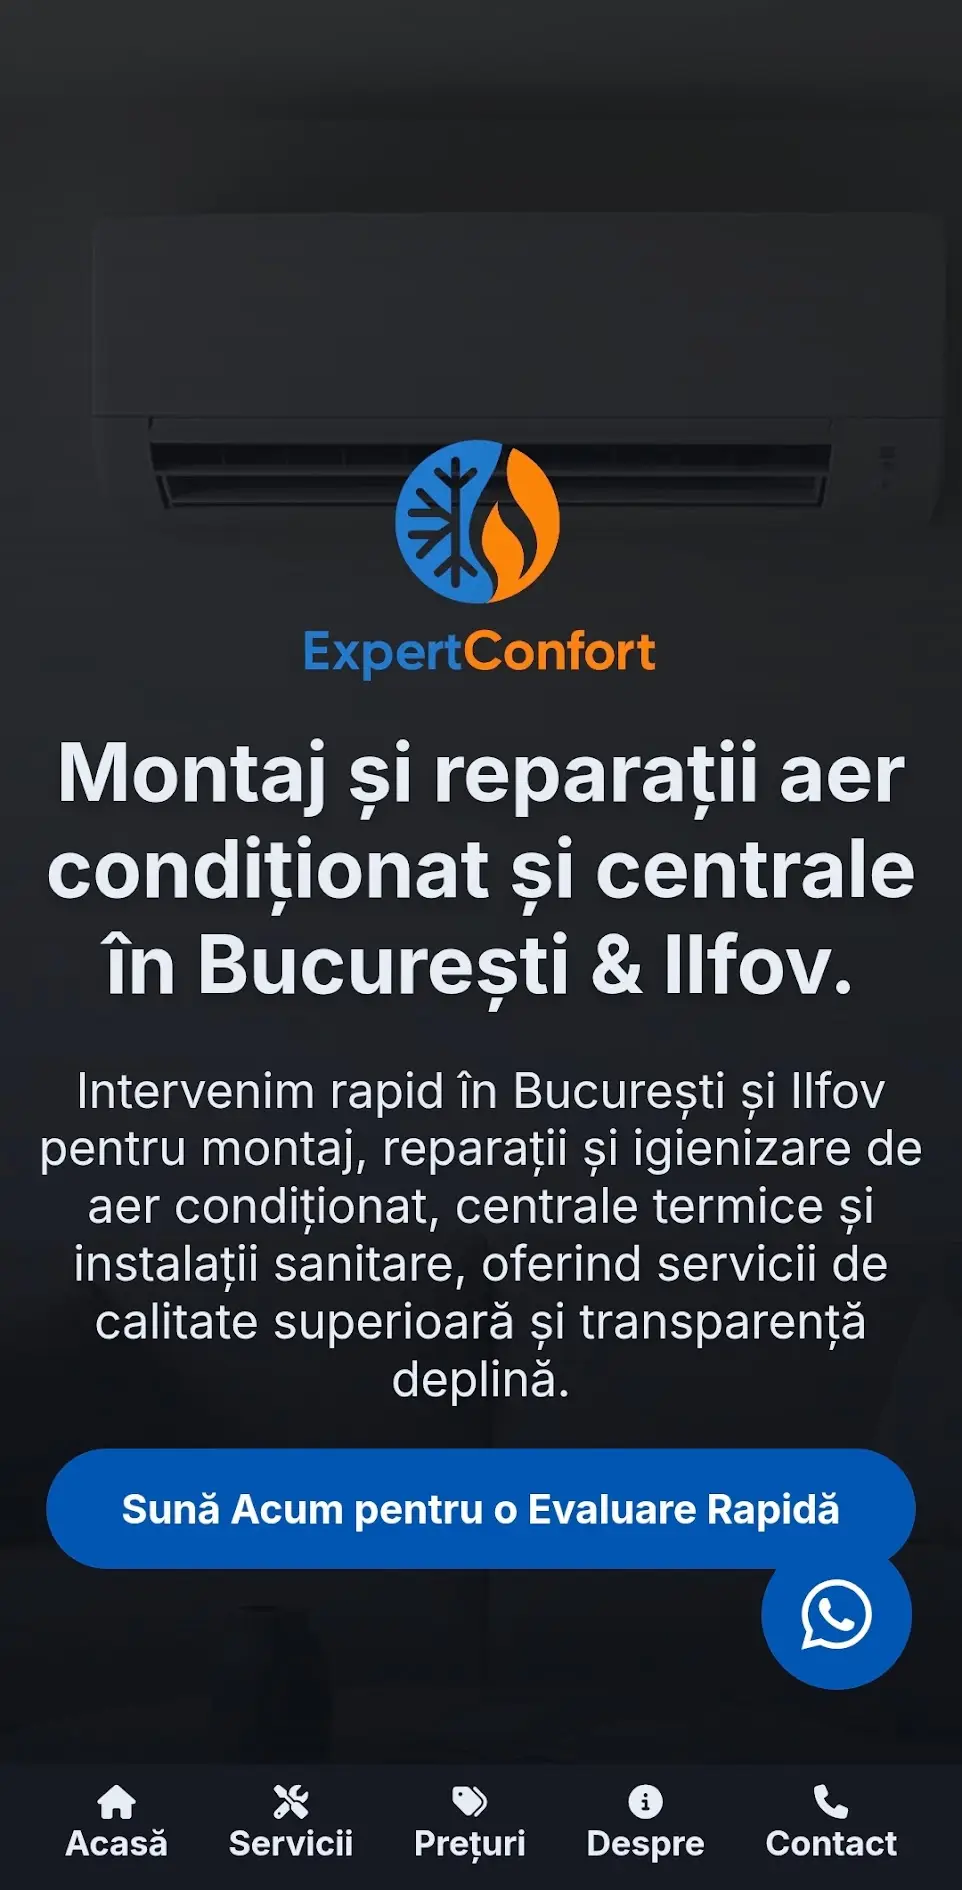 ExpertConfort
Montaj și reparații aer
condiționat și centrale
în București & Ilfov.
Intervenim rapid în București și Ilfov
pentru montaj, reparații și igienizare de
aer condiționat, centrale termice și
instalații sanitare, oferind servicii de
calitate superioară și transparență
deplină.
Sună Acum pentru o Evaluare Rapidă
Acasă Servicii Prețuri Despre Contact